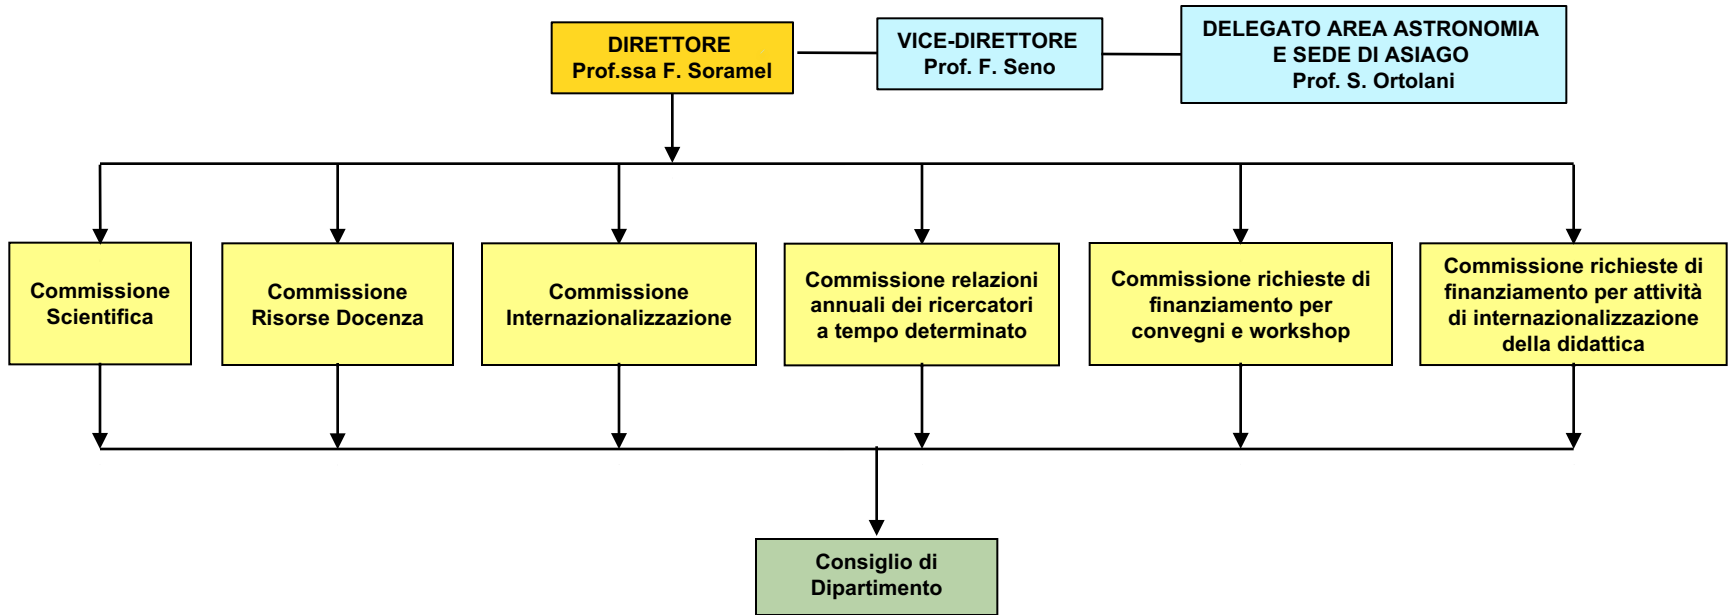 DIRETTORE
Prof.ssa F. Soramel
VICE-DIRETTORE
Prof. F. Seno
DELEGATO AREA ASTRONOMIA
E SEDE DI ASIAGO
Prof. S. Ortolani
Commissione
Scientifica
Commissione
Risorse Docenza
Commissione
Internazionalizzazione
Commissione relazioni
annuali dei ricercatori
a tempo determinato
Commissione richieste di
finanziamento per
convegni e workshop
Commissione richieste di
finanziamento per attività
di internazionalizzazione
della didattica
Consiglio di
Dipartimento